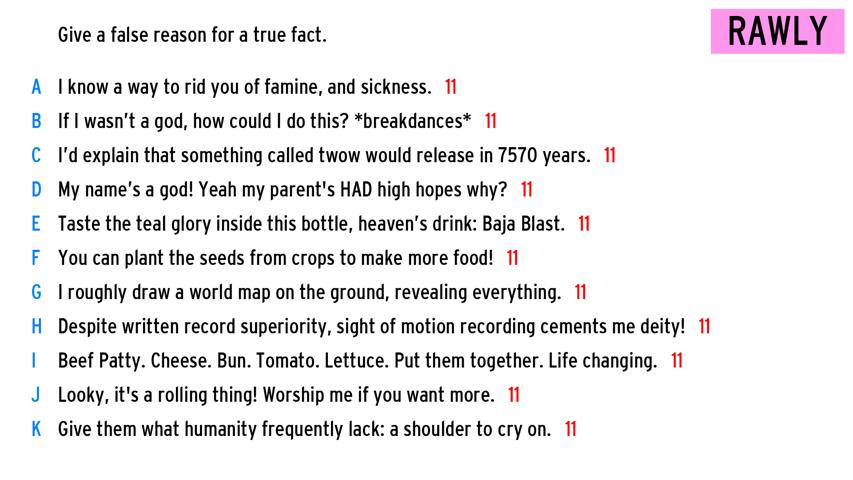 Give a false reason for a true fact.
RAWLY
A I know a way to rid you of famine, and sickness. 11
B If I wasn't a god, how could I do this? *breakdances* 11
C I'd explain that something called twow would release in 7570 years. 11
D My name's a god! Yeah my parent's HAD high hopes why? 11
E Taste the teal glory inside this bottle, heaven's drink: Baja Blast. 11
F You can plant the seeds from crops to make more food! 11
G I roughly draw a world map on the ground, revealing everything. 11
H Despite written record superiority, sight of motion recording cements me deity! 11
I Beef Patty. Cheese. Bun. Tomato. Lettuce. Put them together. Life changing. 11
J Looky, it's a rolling thing! Worship me if you want more. 11
K Give them what humanity frequently lack: a shoulder to cry on. 11